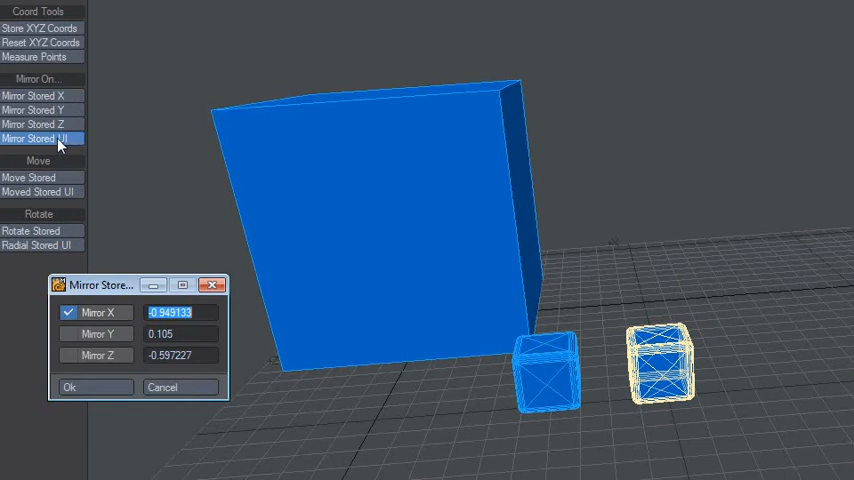 Coord Tools
Store XYZ Coords
Reset XYZ Coords
Measure Points
Mirror On...
Mirror Stored X
Mirror Stored Y
Mirror Stored Z
Mirror Stored UI
Move
Move Stored
Moved Stored UI
Rotate
Rotate Stored
Radial Stored UI
Mirror Store...
Mirror X -0.949133
Mirror Y 0.105
Mirror Z -0.597227
Ok Cancel